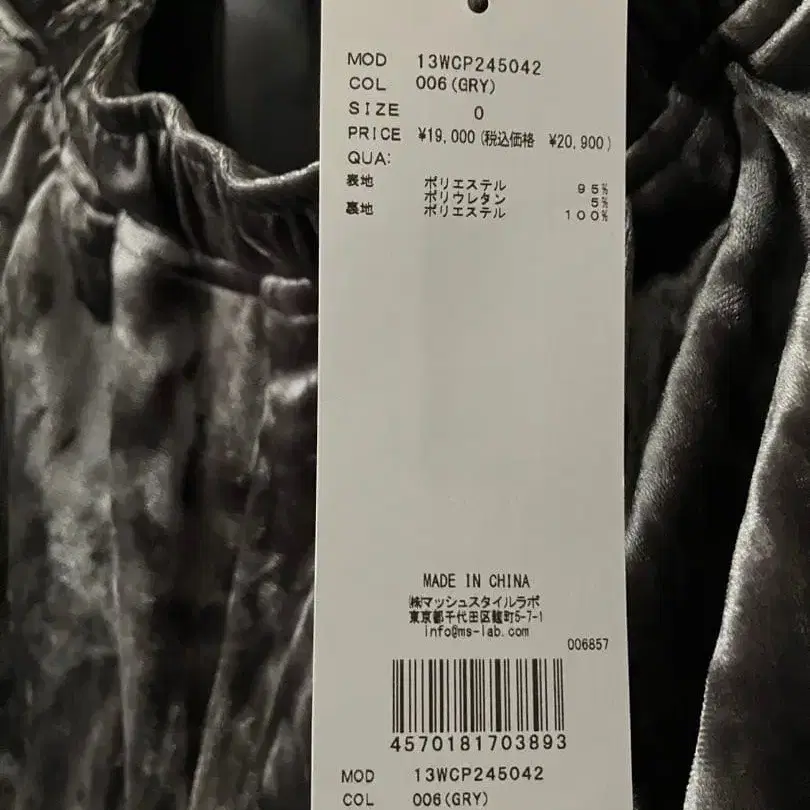 MOD 13WCP245042
COL 006(GRY)
SIZE 0
PRICE ¥19,000(税込価格 ¥20,900)
QUA:
表地 ポリエステル 95%
ポリウレタン 5%
裏地 ポリエステル 100%
MADE IN CHINA
㈱マッシュスタイルラボ
東京都千代田区麹町5-7-1
info@ms-lab.com
006857
4570181703893
MOD 13WCP245042
COL 006(GRY)